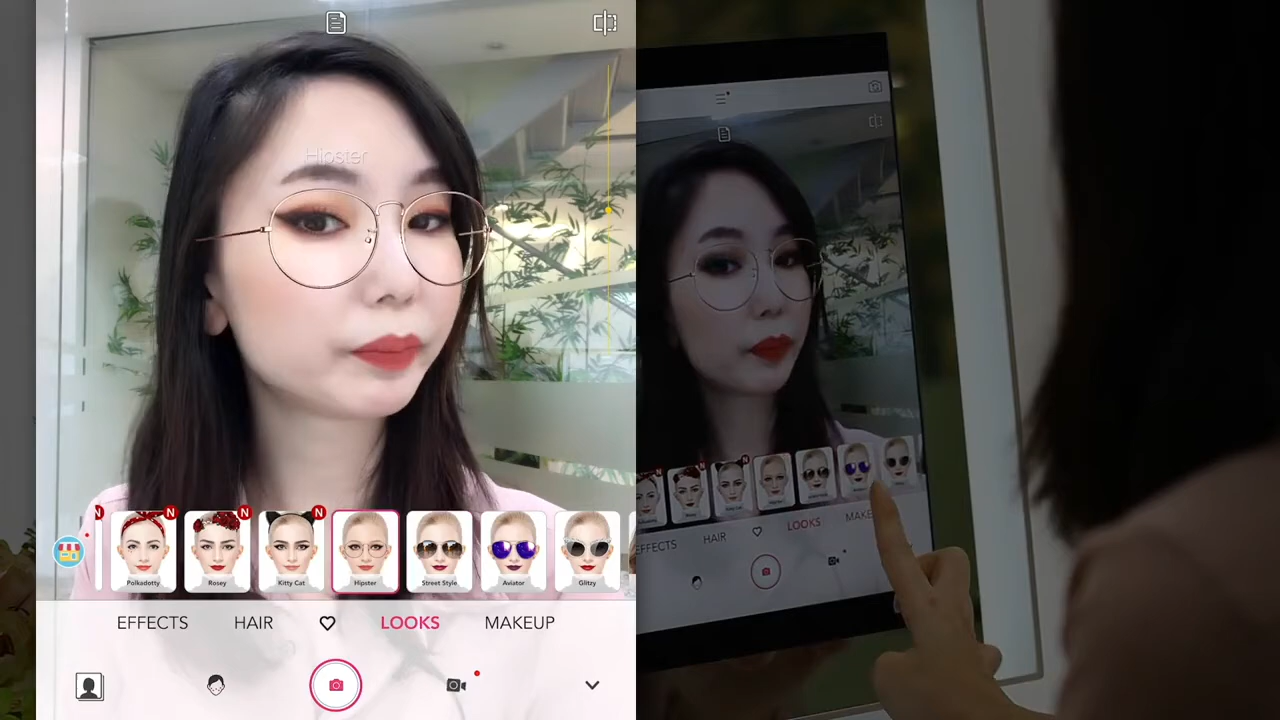 Hipster
N
N
N
N
Polkadotty
Rosey
Kitty Cat
Hipster
Street Style
Aviator
Glitzy
EFFECTS
HAIR
LOOKS
MAKEUP
N
N
N
EFFECTS
HAIR
LOOKS